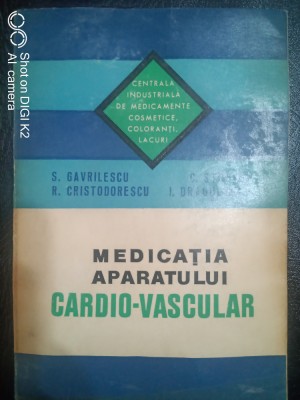 CENTRALA
INDUSTRIALĂ
DE MEDICAMENTE
COSMETICE,
COLORANȚI,
LACURI
S. GAVRILESCU
R. CRISTODORESCU
MEDICAȚIA
APARATULUI
CARDIO-VASCULAR
Shot on DIGI K2
AI camera